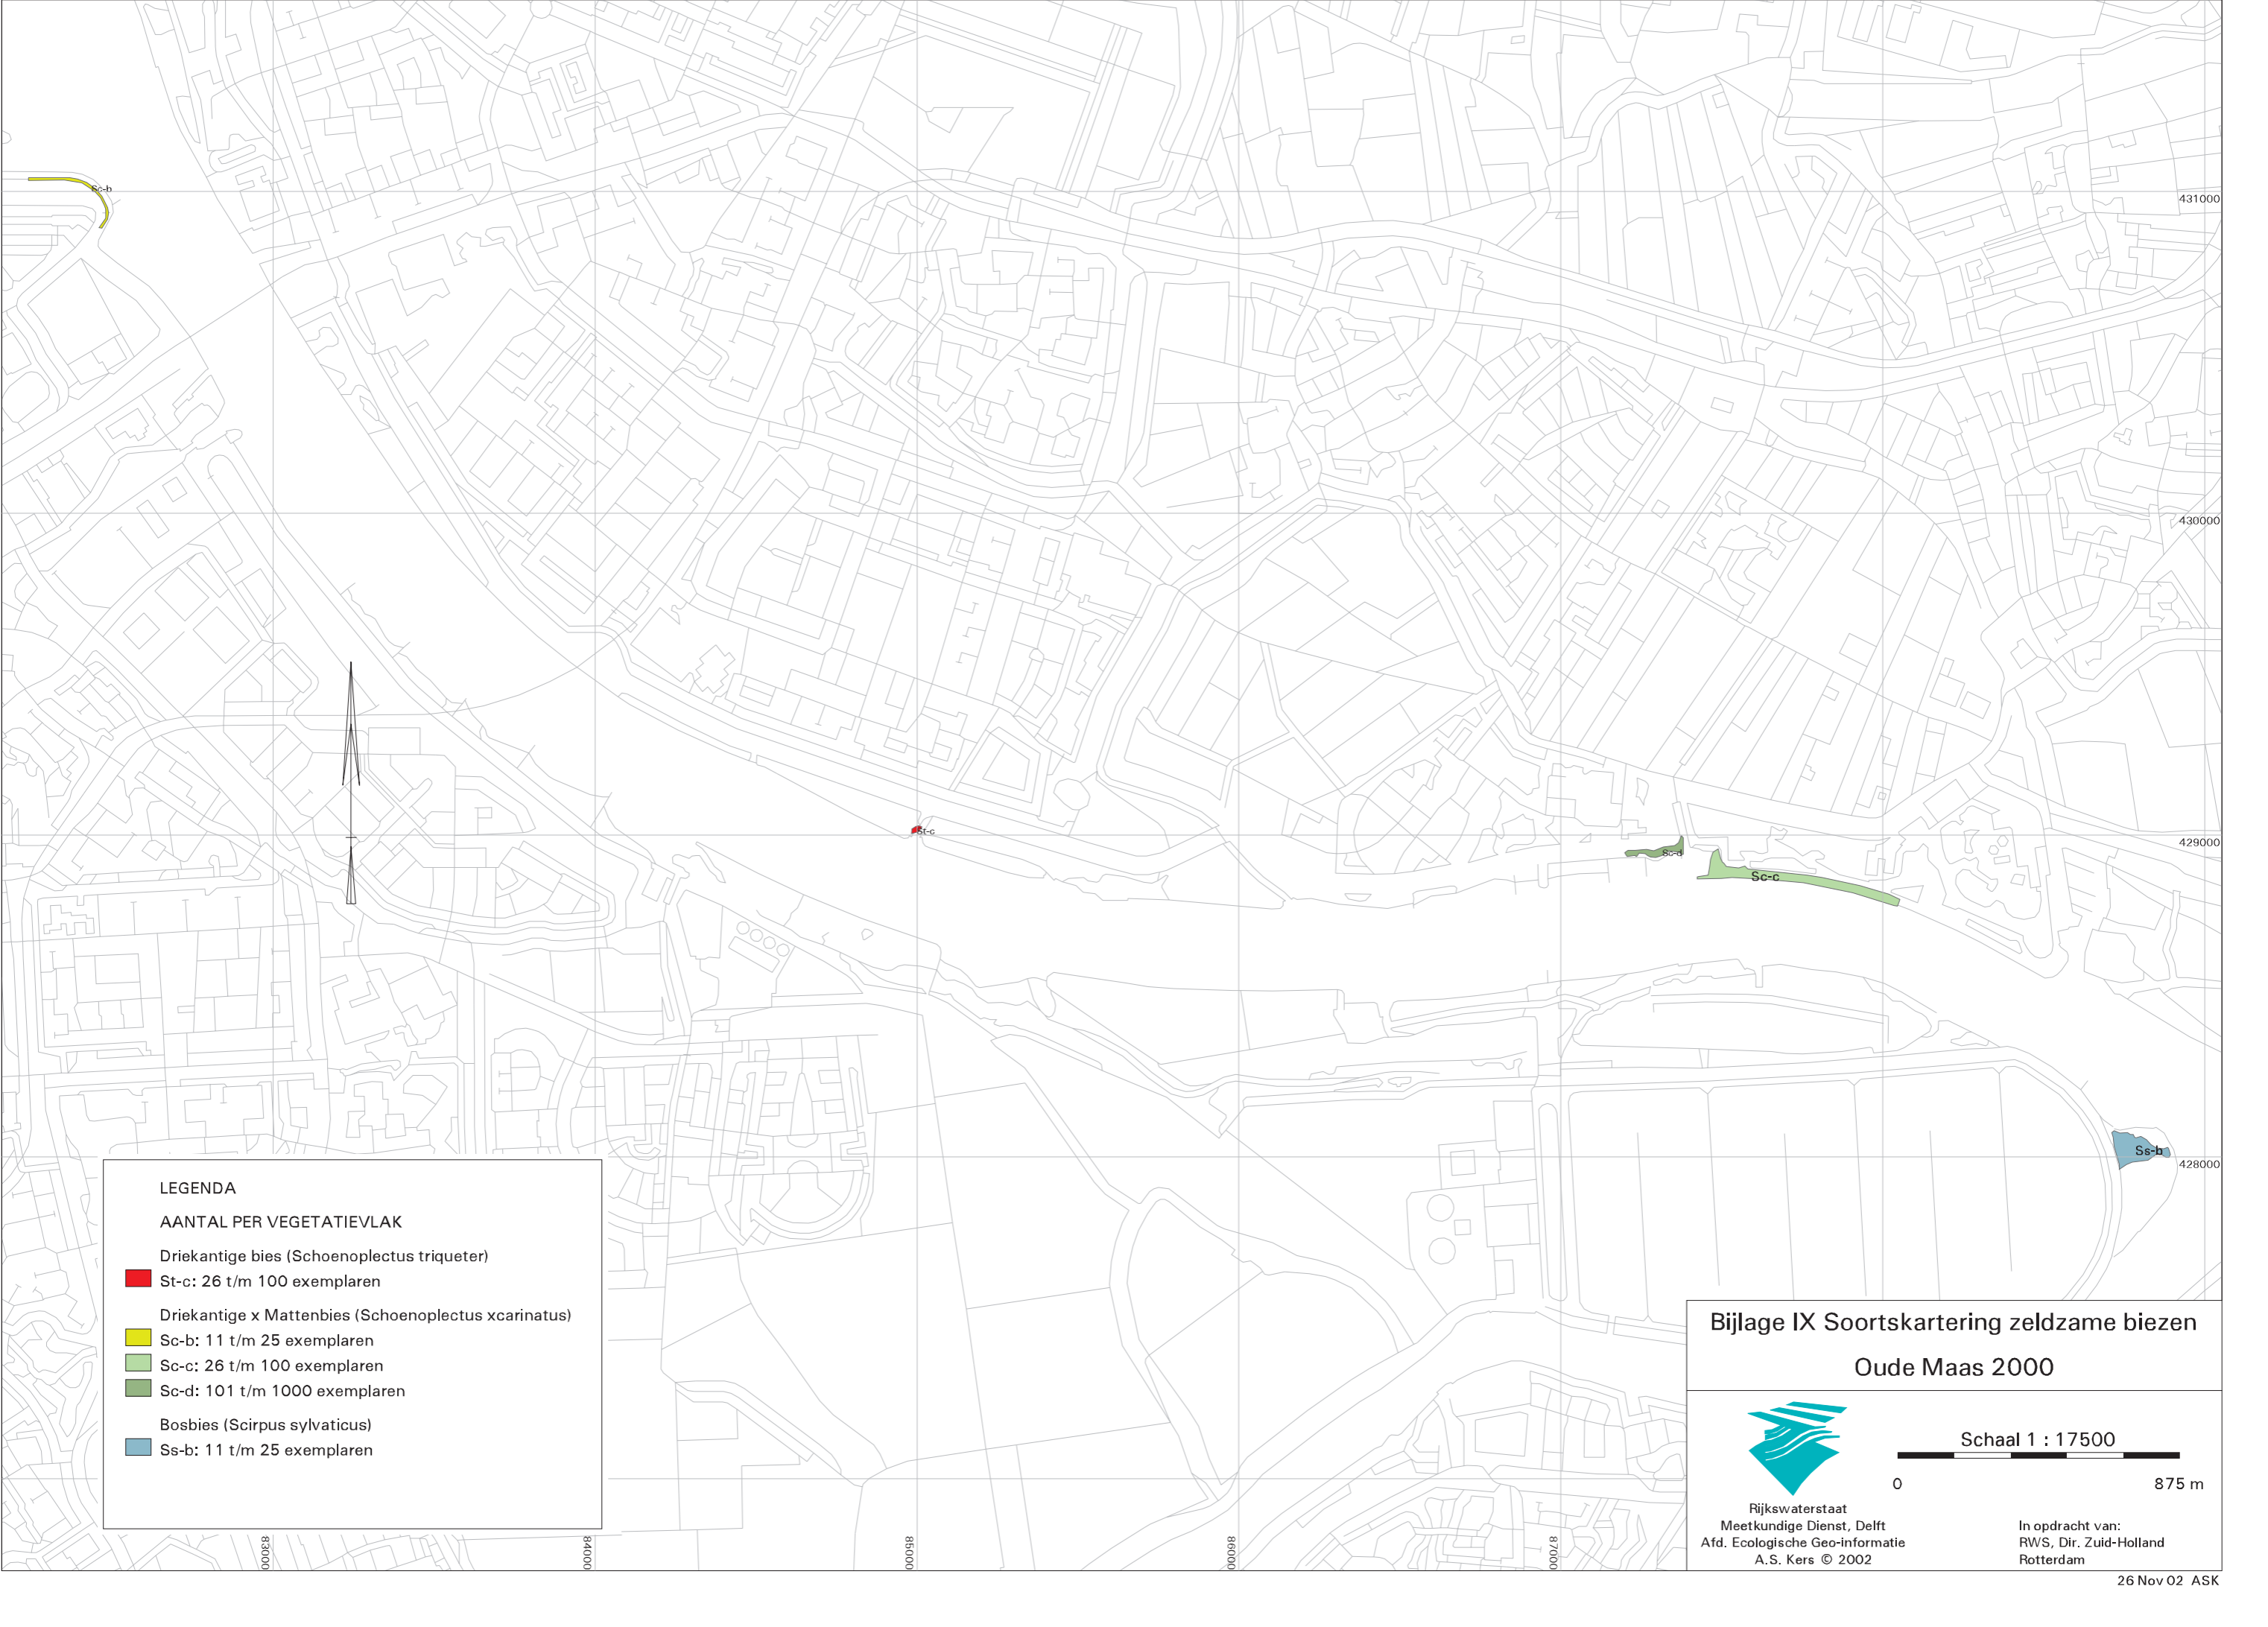 Sc-b
431000
430000
St-c
Sc-d
429000
Sc-c
Ss-b
428000
LEGENDA
AANTAL PER VEGETATIEVLAK
Driekantige bies (Schoenoplectus triqueter)
St-c: 26 t/m 100 exemplaren
Driekantige x Mattenbies (Schoenoplectus xcarinatus)
Sc-b: 11 t/m 25 exemplaren
Sc-c: 26 t/m 100 exemplaren
Sc-d: 101 t/m 1000 exemplaren
Bosbies (Scirpus sylvaticus)
Ss-b: 11 t/m 25 exemplaren
83000
84000
85000
86000
87000
Bijlage IX Soortskartering zeldzame biezen
Oude Maas 2000
Schaal 1 : 17500
0
875 m
Rijkswaterstaat
Meetkundige Dienst, Delft
Afd. Ecologische Geo-informatie
A.S. Kers © 2002
In opdracht van:
RWS, Dir. Zuid-Holland
Rotterdam
26 Nov 02 ASK